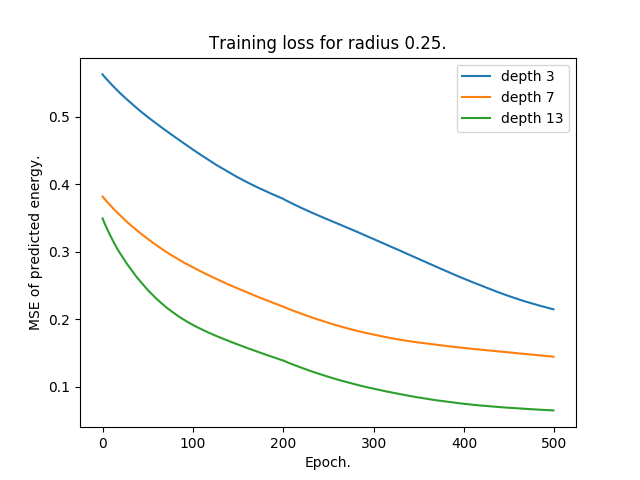 Training loss for radius 0.25.
depth 3
depth 7
depth 13
MSE of predicted energy.
0.5
0.4
0.3
0.2
0.1
0
100
200
300
400
500
Epoch.